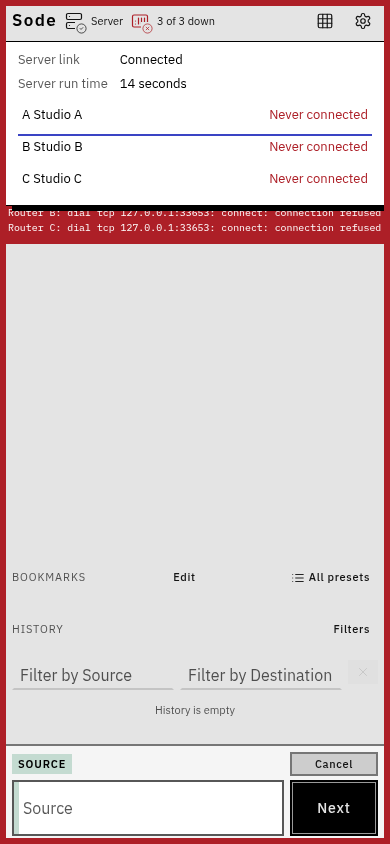 Sode Server 3 of 3 down
Server link Connected
Server run time 14 seconds
A Studio A Never connected
B Studio B Never connected
C Studio C Never connected
Router B: dial tcp 127.0.0.1:33653: connect: connection refused
Router C: dial tcp 127.0.0.1:33653: connect: connection refused
BOOKMARKS Edit All presets
HISTORY Filters
Filter by Source Filter by Destination
History is empty
SOURCE Cancel
Source Next